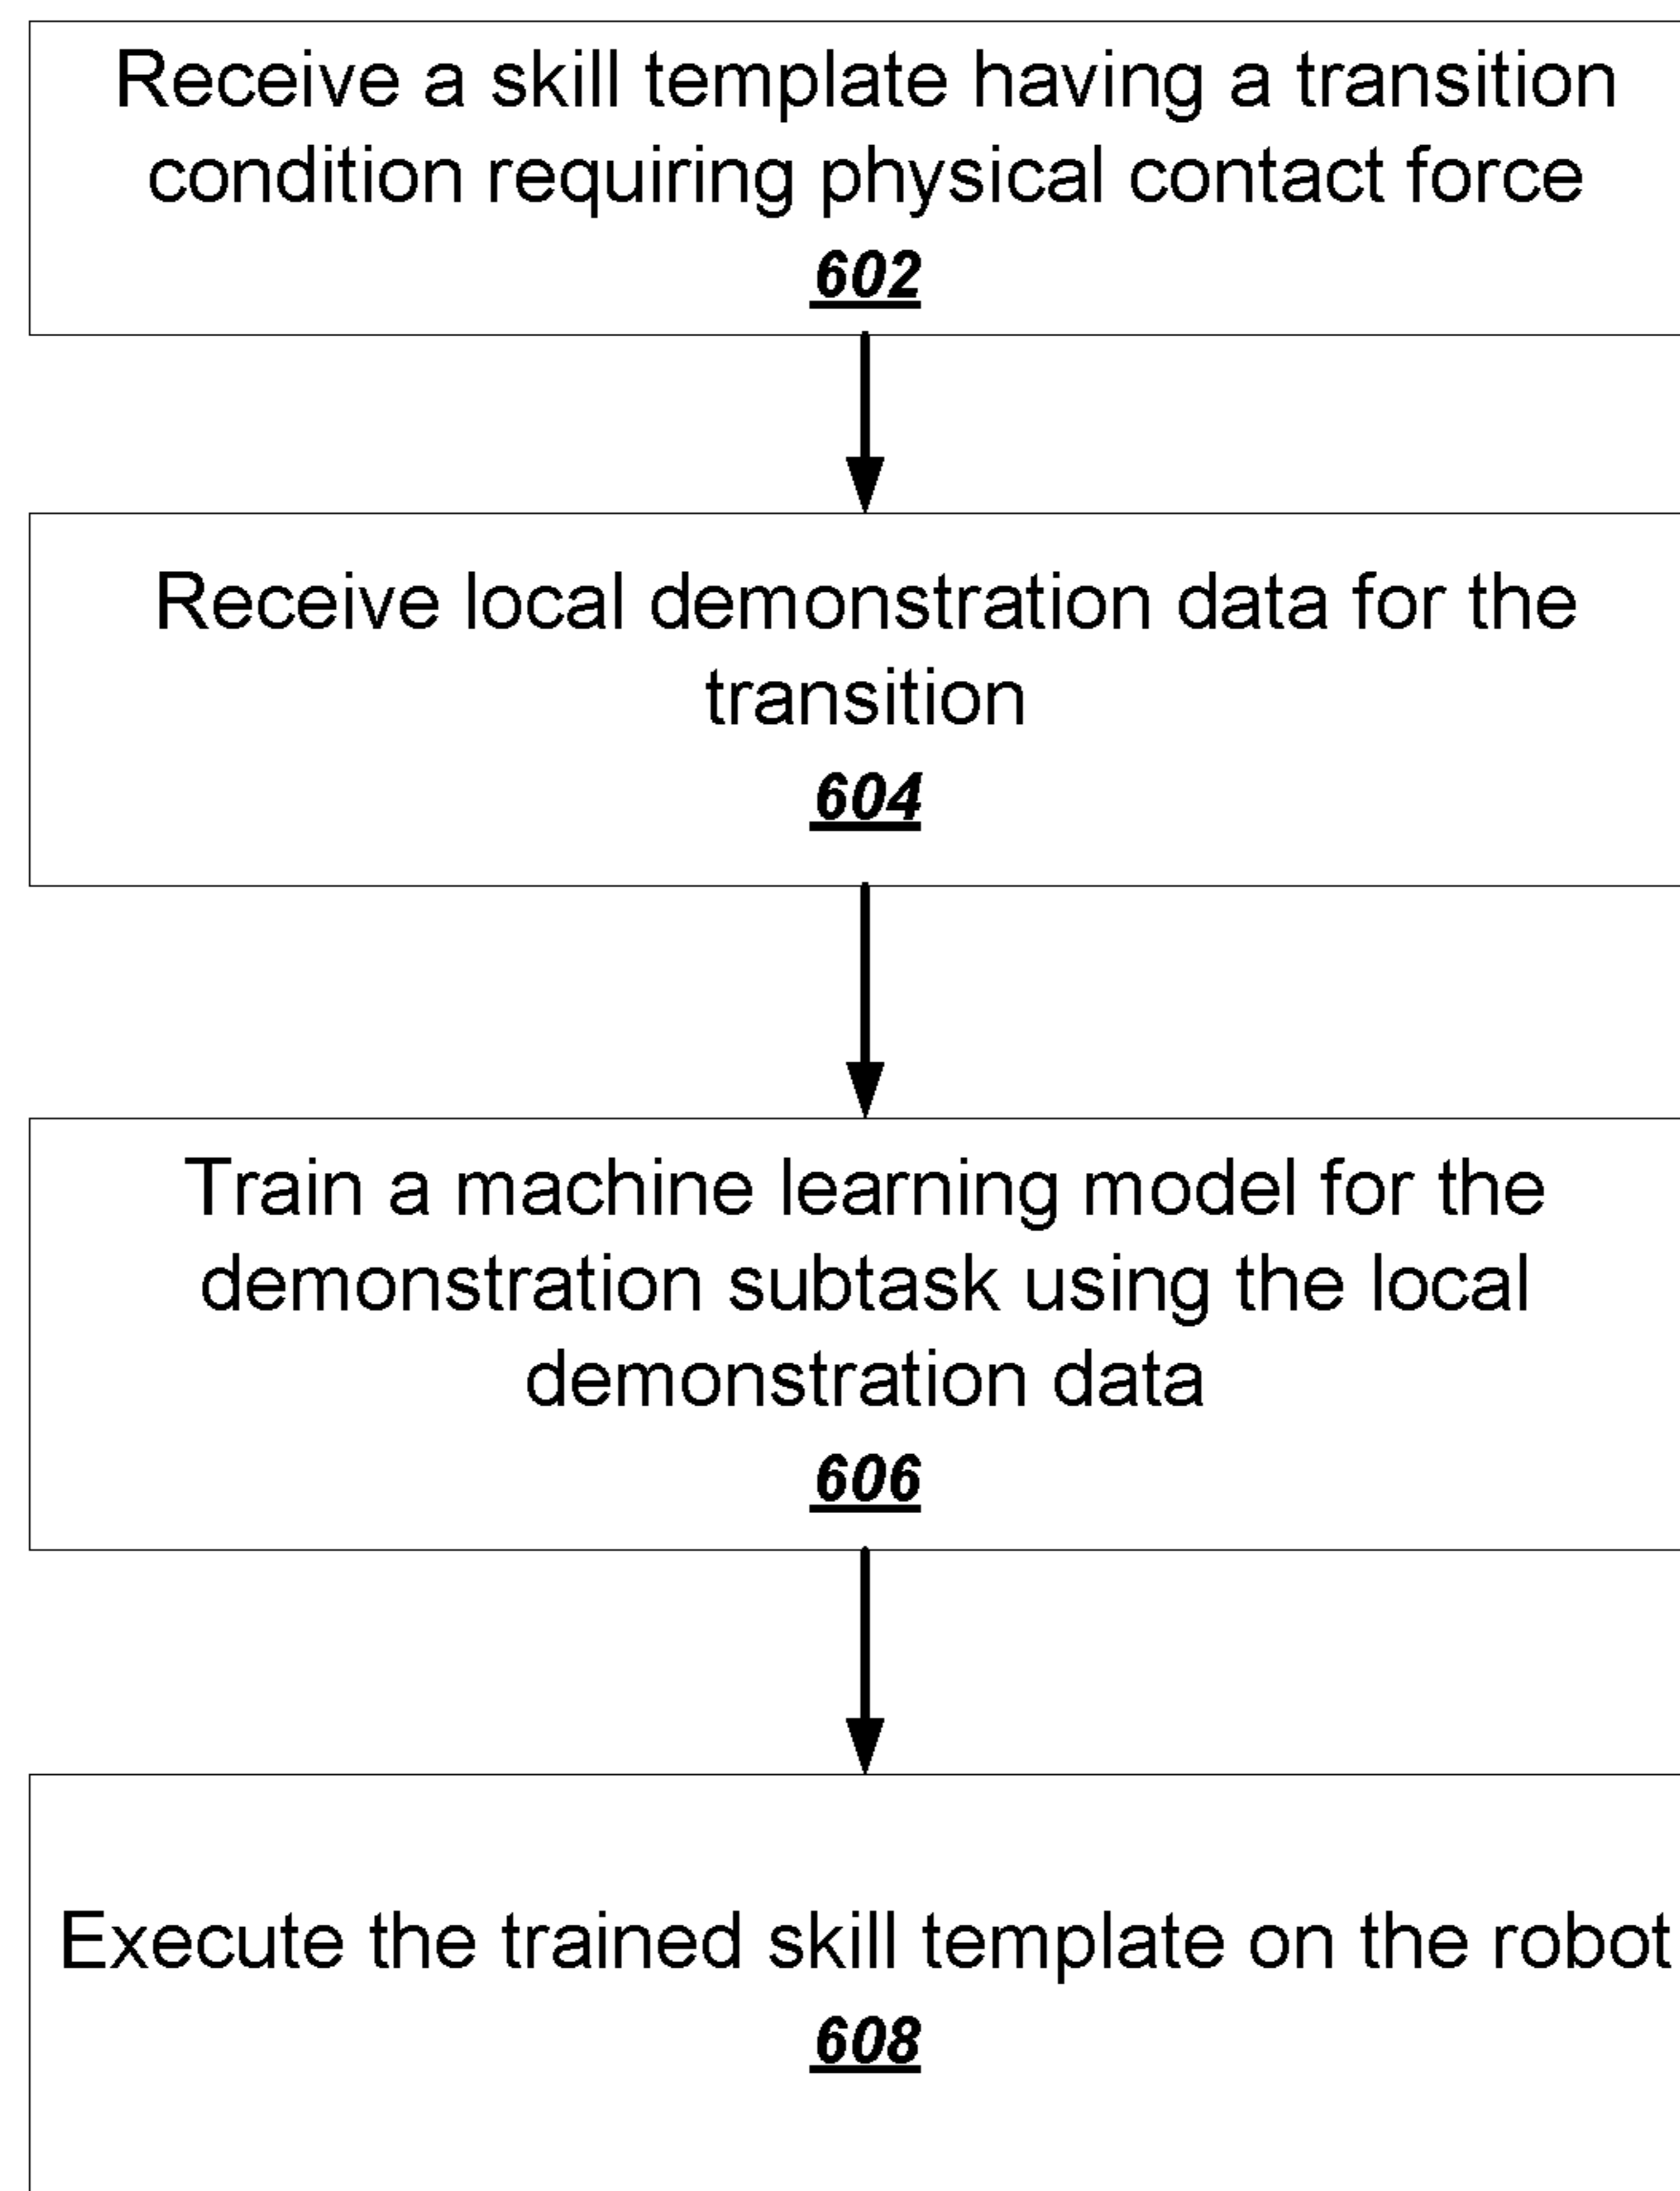 Receive a skill template having a transition
condition requiring physical contact force
602
Receive local demonstration data for the
transition
604
Train a machine learning model for the
demonstration subtask using the local
demonstration data
606
Execute the trained skill template on the robot
608